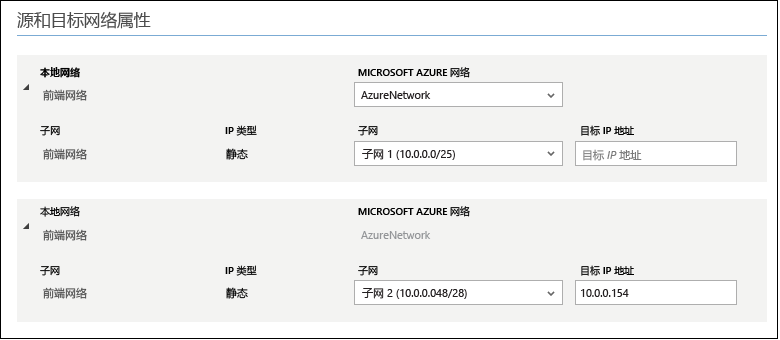 源和目标网络属性
本地网络 MICROSOFT AZURE 网络
前端网络 AzureNetwork
子网 IP 类型 子网 目标 IP 地址
前端网络 静态 子网 1 (10.0.0.0/25) 目标 IP 地址
本地网络 MICROSOFT AZURE 网络
前端网络 AzureNetwork
子网 IP 类型 子网 目标 IP 地址
前端网络 静态 子网 2 (10.0.0.048/28) 10.0.0.154